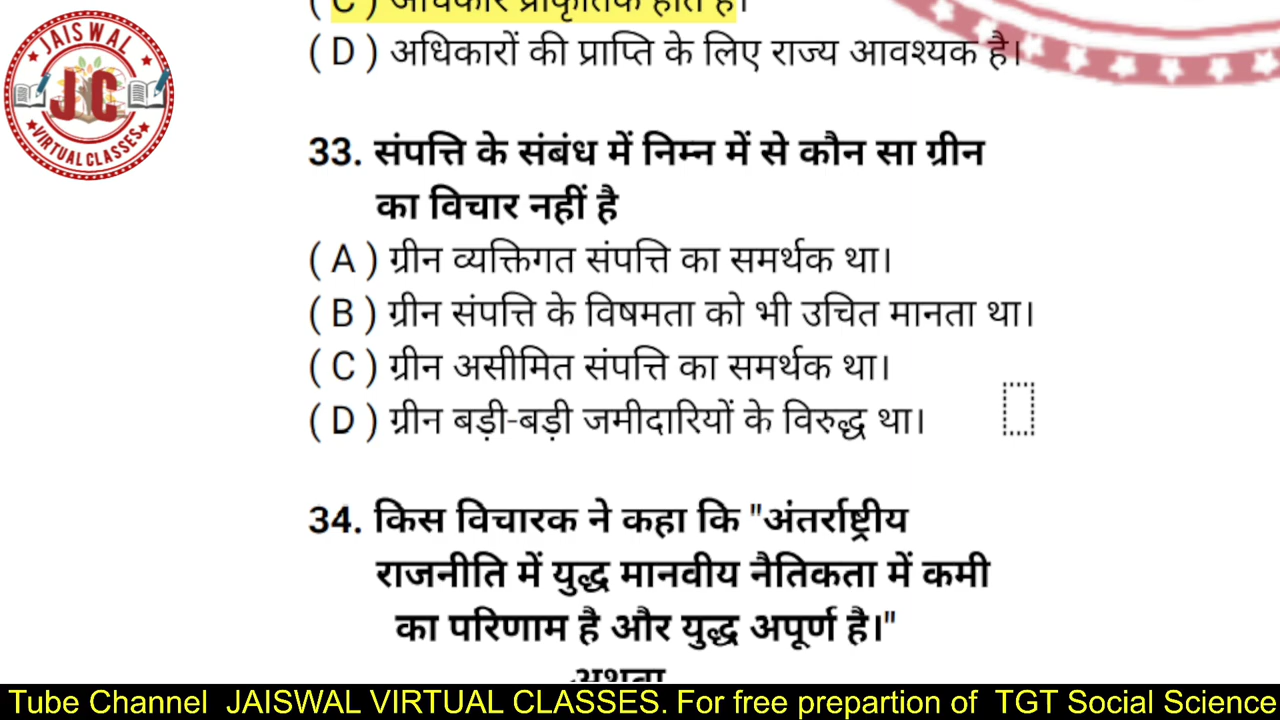 ( C ) अधिकार प्राकृतिक होते हैं।
( D ) अधिकारों की प्राप्ति के लिए राज्य आवश्यक है।
JAISWAL
JC
VIRTUAL CLASSES
33. संपत्ति के संबंध में निम्न में से कौन सा ग्रीन
का विचार नहीं है
( A ) ग्रीन व्यक्तिगत संपत्ति का समर्थक था।
( B ) ग्रीन संपत्ति के विषमता को भी उचित मानता था।
( C ) ग्रीन असीमित संपत्ति का समर्थक था।
( D ) ग्रीन बड़ी-बड़ी जमीदारियों के विरुद्ध था।
34. किस विचारक ने कहा कि "अंतर्राष्ट्रीय
राजनीति में युद्ध मानवीय नैतिकता में कमी
का परिणाम है और युद्ध अपूर्ण है।"
अथवा
Tube Channel JAISWAL VIRTUAL CLASSES. For free prepartion of TGT Social Science